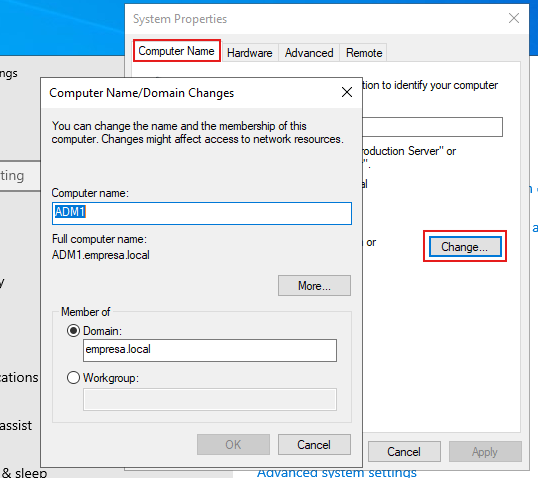 System Properties
Computer Name Hardware Advanced Remote
ngs
tion to identify your computer
Computer Name/Domain Changes
You can change the name and the membership of this
computer. Changes might affect access to network resources.
roduction Server" or
".
ting
al
Computer name:
ADM1
Full computer name:
ADM1.empresa.local
n or
Change...
More...
Member of
Domain:
empresa.local
Workgroup:
cations
assist
OK Cancel
Cancel Apply
& sleep
Advanced system settings